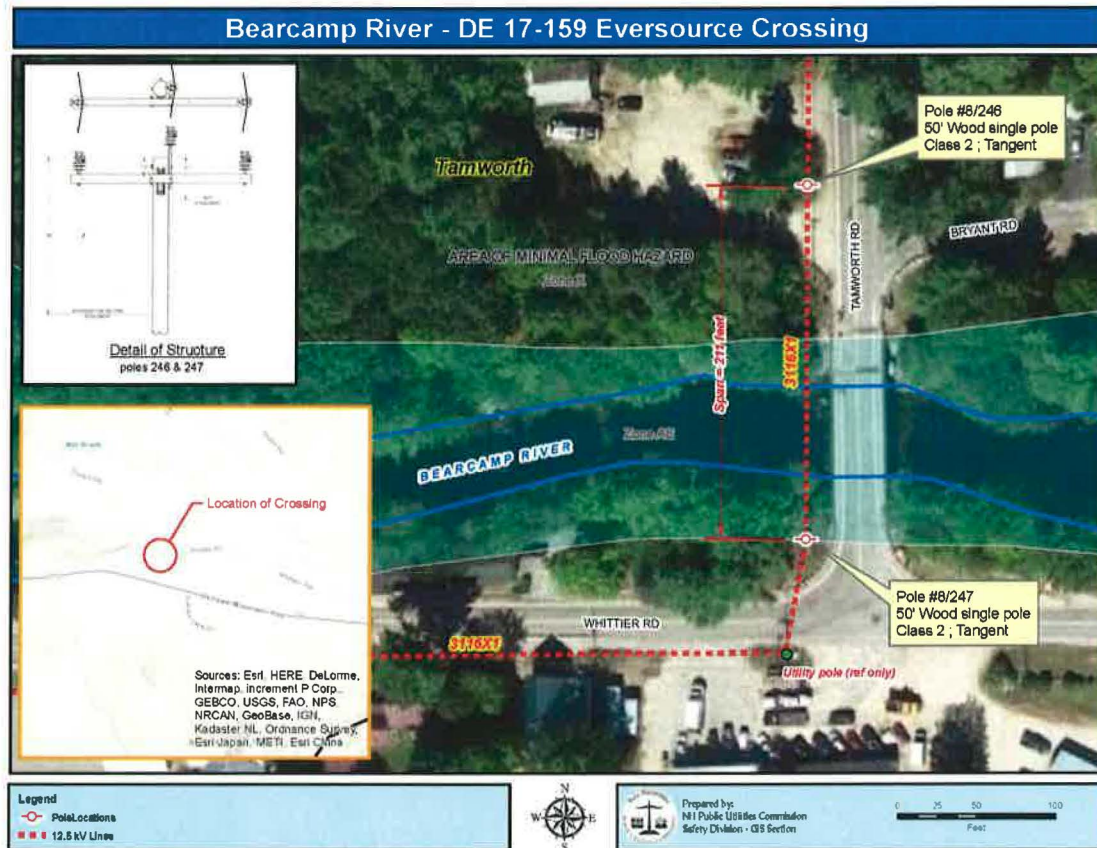 Bearcamp River - DE 17-159 Eversource Crossing
Detail of Structure
poles 246 & 247
Tamworth
Pole #8/246
50' Wood single pole
Class 2 ; Tangent
BRYANT RD
TAMWORTH RD
AREA OF MINIMAL FLOOD HAZARD
Zone X
Span = 211 feet
3116X1
Zone AE
BEARCAMP RIVER
Location of Crossing
Pole #8/247
50' Wood single pole
Class 2 ; Tangent
WHITTIER RD
3116X1
Utility pole (ref only)
Sources: Esri, HERE, DeLorme,
Intermap, increment P Corp.,
GEBCO, USGS, FAO, NPS,
NRCAN, GeoBase, IGN,
Kadaster NL, Ordnance Survey,
Esri Japan, METI, Esri China
Legend
PoleLocations
12.5 kV Lines
N
W E
S
Prepared by:
NH Public Utilities Commission
Safety Division - GIS Section
0 25 50 100
Feet